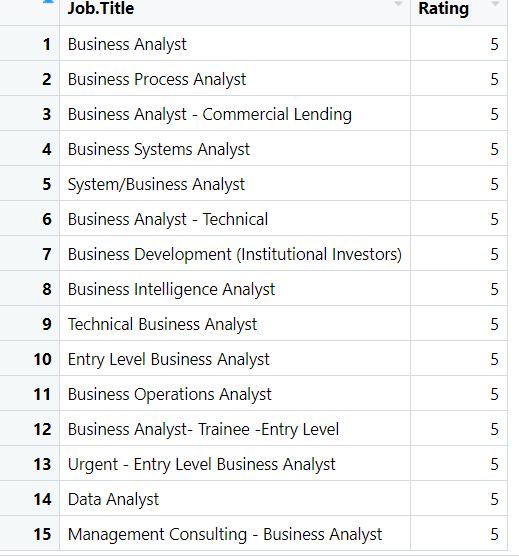 Job.Title Rating
1 Business Analyst 5
2 Business Process Analyst 5
3 Business Analyst - Commercial Lending 5
4 Business Systems Analyst 5
5 System/Business Analyst 5
6 Business Analyst - Technical 5
7 Business Development (Institutional Investors) 5
8 Business Intelligence Analyst 5
9 Technical Business Analyst 5
10 Entry Level Business Analyst 5
11 Business Operations Analyst 5
12 Business Analyst- Trainee -Entry Level 5
13 Urgent - Entry Level Business Analyst 5
14 Data Analyst 5
15 Management Consulting - Business Analyst 5